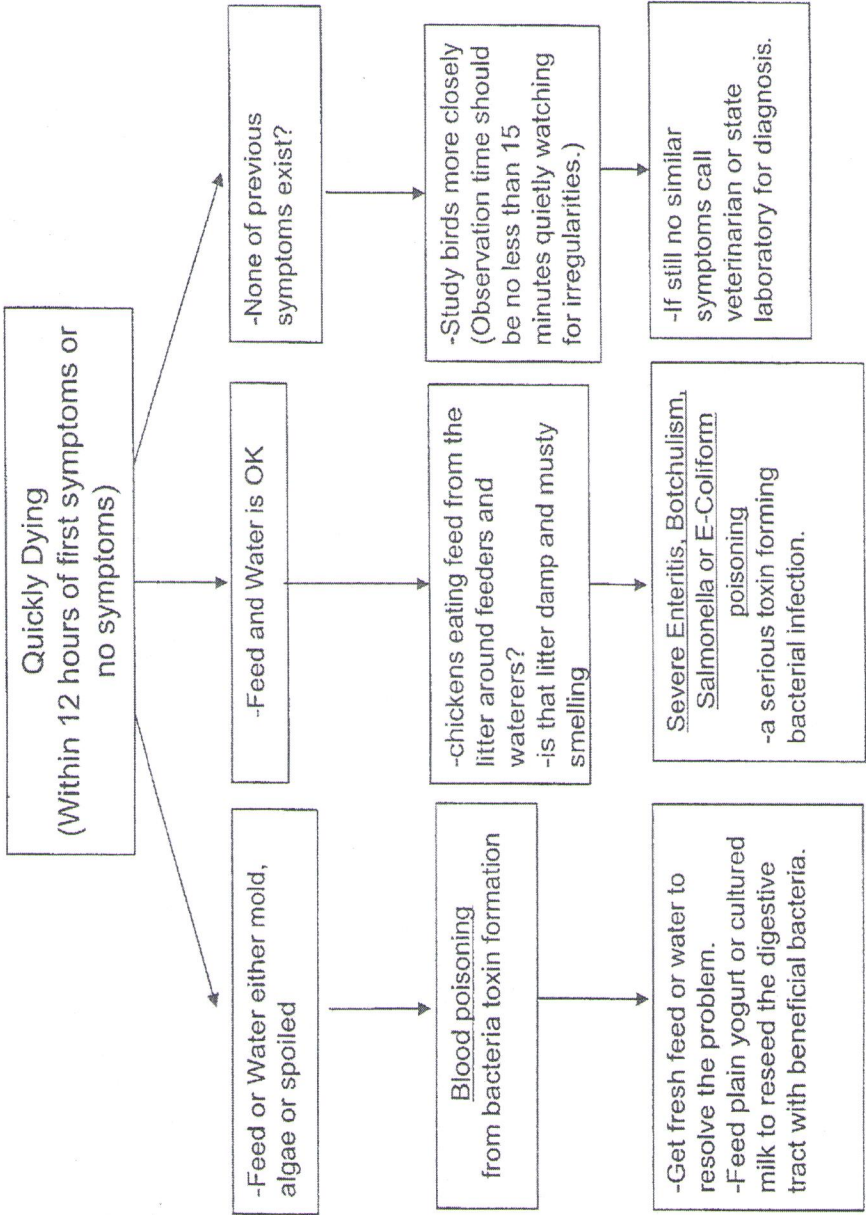 Quickly Dying
(Within 12 hours of first symptoms or
no symptoms)
-Feed or Water either mold,
algae or spoiled
Blood poisoning
from bacteria toxin formation
-Get fresh feed or water to
resolve the problem.
-Feed plain yogurt or cultured
milk to reseed the digestive
tract with beneficial bacteria.
-Feed and Water is OK
-chickens eating feed from the
litter around feeders and
waterers?
-is that litter damp and musty
smelling
Severe Enteritis, Botchulism,
Salmonella or E-Coliform
poisoning
-a serious toxin forming
bacterial infection.
-None of previous
symptoms exist?
-Study birds more closely
(Observation time should
be no less than 15
minutes quietly watching
for irregularities.)
-If still no similar
symptoms call
veterinarian or state
laboratory for diagnosis.